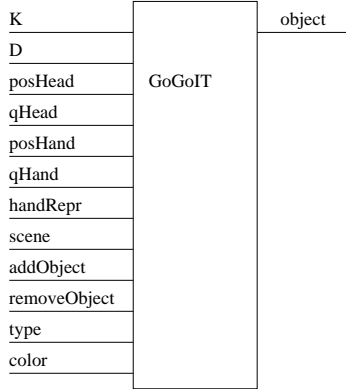 K
object
D
posHead
GoGoIT
qHead
posHand
qHand
handRepr
scene
addObject
removeObject
type
color